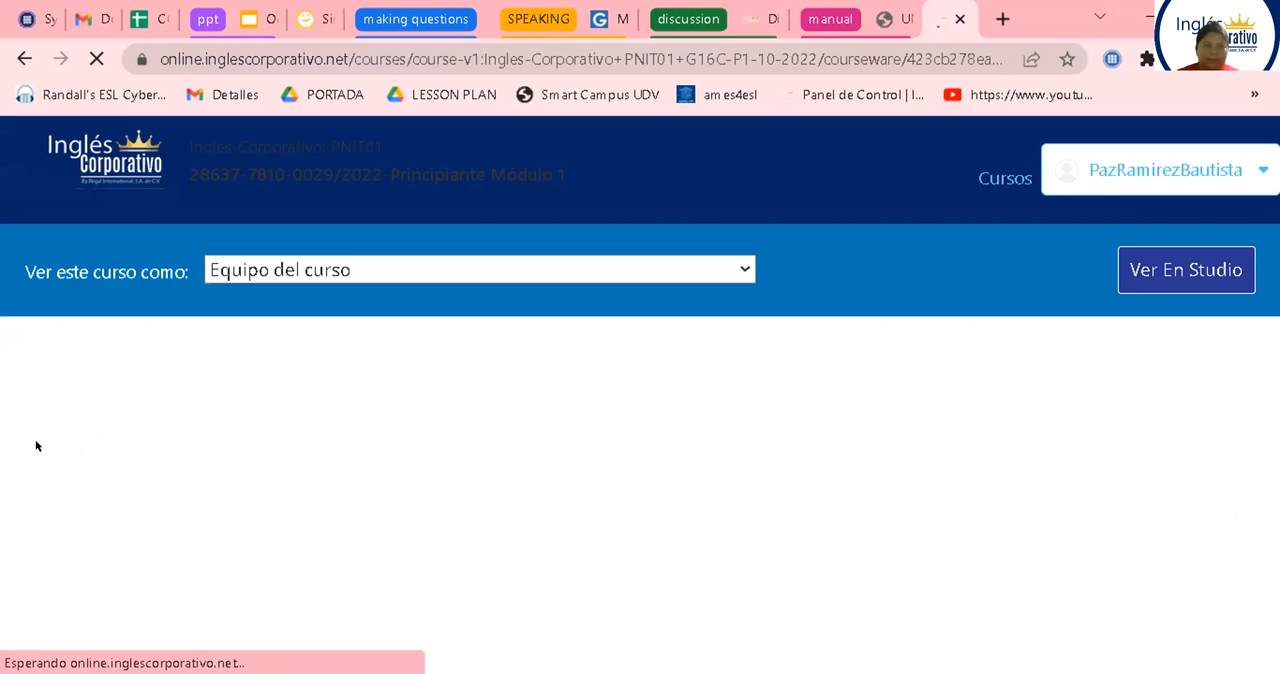 Sy
D
C
ppt
O
Si
making questions
SPEAKING
M
discussion
Di
manual
UI
online.inglescorporativo.net/courses/course-v1:Ingles-Corporativo+PNIT01+G16C-P1-10-2022/courseware/423cb278ea...
Randall's ESL Cyber...
Detalles
PORTADA
LESSON PLAN
Smart Campus UDV
ames4esl
Panel de Control | I...
https://www.youtu...
»
Inglés
Corporativo
Ingles-Corporativo: PNIT01
28637-7810-0029/2022-Principiante Módulo 1
Cursos
PazRamirezBautista
Ver este curso como:
Equipo del curso
Ver En Studio
Esperando online.inglescorporativo.net...
Inglés
rativo